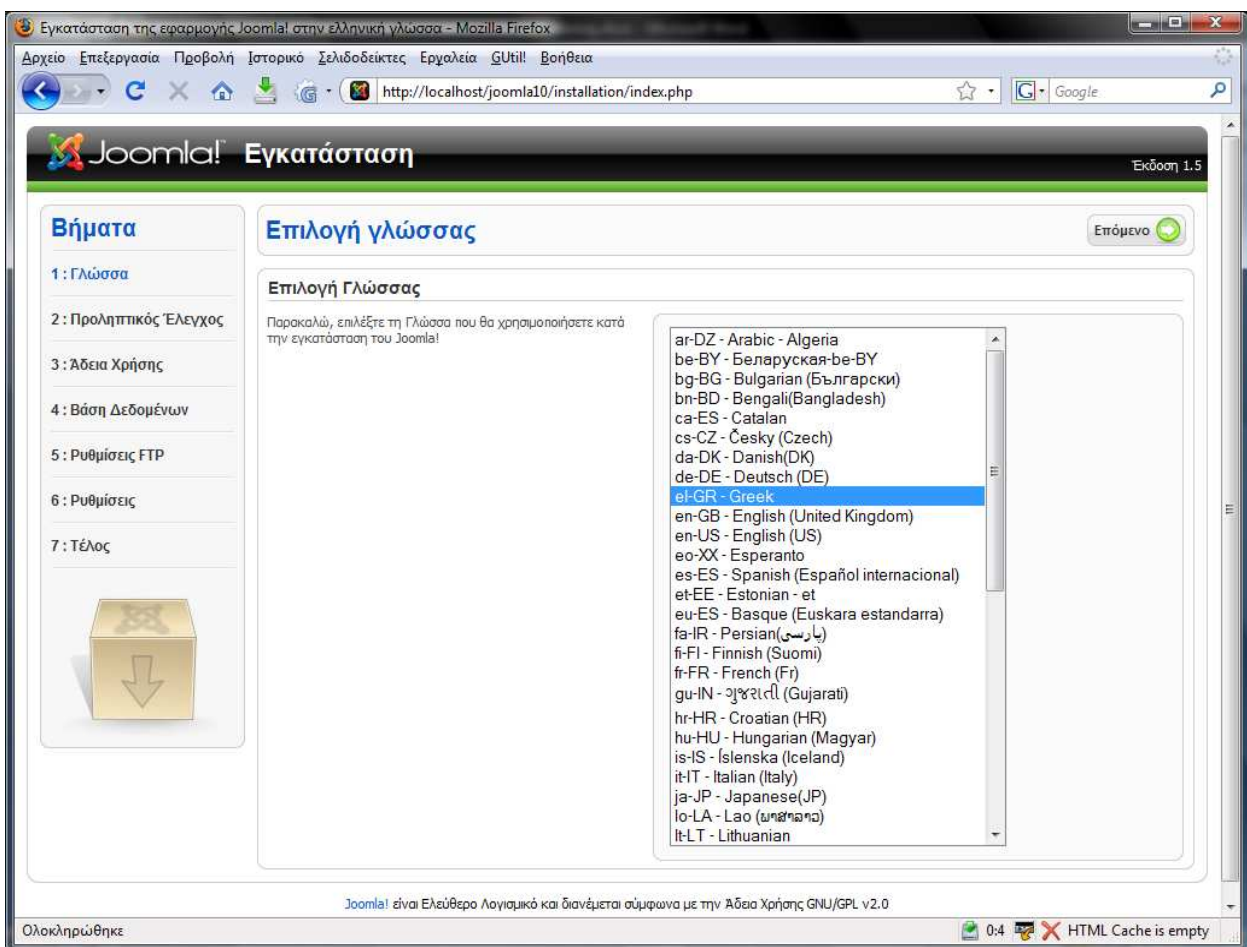 Εγκατάσταση της εφαρμογής Joomla! στην ελληνική γλώσσα - Mozilla Firefox
Αρχείο Επεξεργασία Προβολή Ιστορικό Σελιδοδείκτες Εργαλεία GUtil! Βοήθεια
http://localhost/joomla10/installation/index.php
Google
Joomla! Εγκατάσταση
Έκδοση 1.5
Βήματα
1 : Γλώσσα
2 : Προληπτικός Έλεγχος
3 : Άδεια Χρήσης
4 : Βάση Δεδομένων
5 : Ρυθμίσεις FTP
6 : Ρυθμίσεις
7 : Τέλος
Επιλογή γλώσσας
Επόμενο
Επιλογή Γλώσσας
Παρακαλώ, επιλέξτε τη Γλώσσα που θα χρησιμοποιήσετε κατά
την εγκατάσταση του Joomla!
ar-DZ - Arabic - Algeria
be-BY - Беларуская-be-BY
bg-BG - Bulgarian (Български)
bn-BD - Bengali(Bangladesh)
ca-ES - Catalan
cs-CZ - Česky (Czech)
da-DK - Danish(DK)
de-DE - Deutsch (DE)
el-GR - Greek
en-GB - English (United Kingdom)
en-US - English (US)
eo-XX - Esperanto
es-ES - Spanish (Español internacional)
et-EE - Estonian - et
eu-ES - Basque (Euskara estandarra)
fa-IR - Persian(پارسی)
fi-FI - Finnish (Suomi)
fr-FR - French (Fr)
gu-IN - ગુજરાતી (Gujarati)
hr-HR - Croatian (HR)
hu-HU - Hungarian (Magyar)
is-IS - Íslenska (Iceland)
it-IT - Italian (Italy)
ja-JP - Japanese(JP)
lo-LA - Lao (ພາສາລາວ)
lt-LT - Lithuanian
Joomla! είναι Ελεύθερο Λογισμικό και διανέμεται σύμφωνα με την Άδεια Χρήσης GNU/GPL v2.0
Ολοκληρώθηκε
0:4
HTML Cache is empty